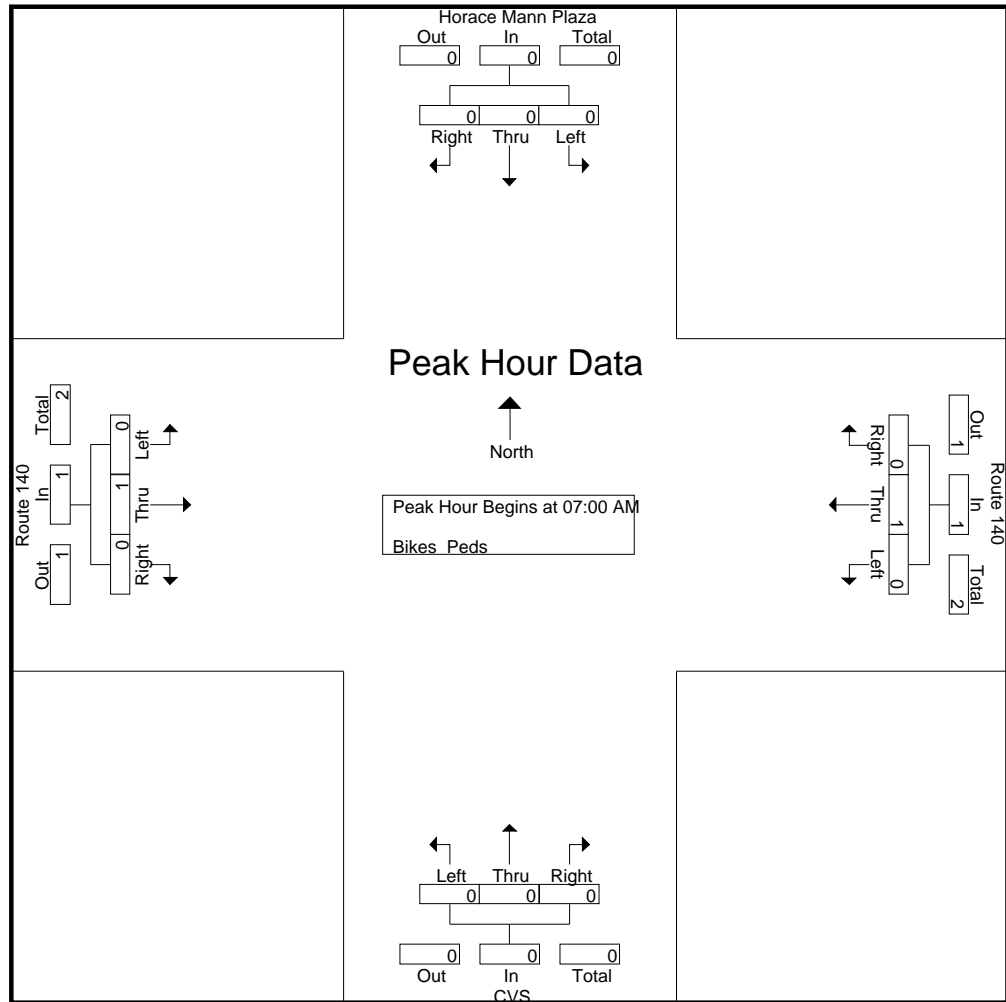 Horace Mann Plaza
Out In Total
0 0 0
0 0 0
Right Thru Left
Peak Hour Data
North
Peak Hour Begins at 07:00 AM
Bikes Peds
Route 140
Total In Out
2 1 1
0 1 0
Left Thru Right
Route 140
Out In Total
1 1 2
0 1 0
Right Thru Left
Left Thru Right
0 0 0
0 0 0
Out In Total
CVS